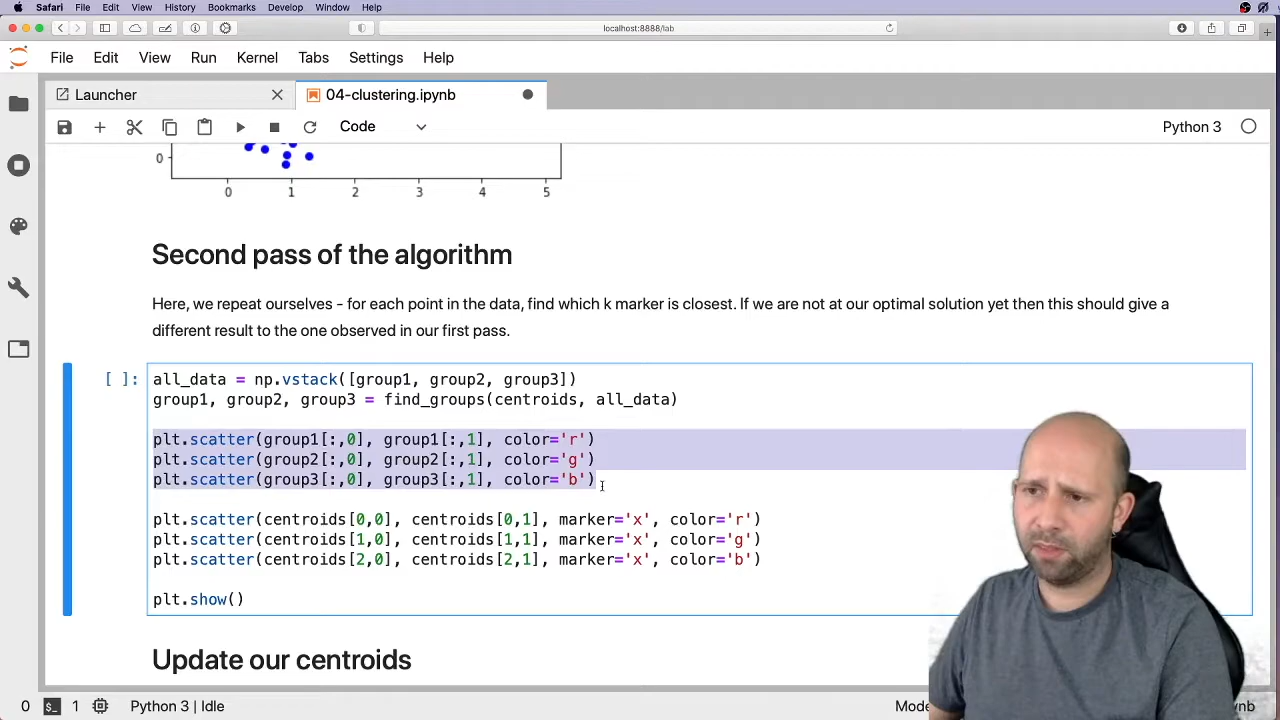 Safari File Edit View History Bookmarks Develop Window Help
localhost:8888/lab
File Edit View Run Kernel Tabs Settings Help
Launcher 04-clustering.ipynb
Code Python 3
0
0 1 2 3 4 5
Second pass of the algorithm
Here, we repeat ourselves - for each point in the data, find which k marker is closest. If we are not at our optimal solution yet then this should give a
different result to the one observed in our first pass.
[ ]: all_data = np.vstack([group1, group2, group3])
group1, group2, group3 = find_groups(centroids, all_data)
plt.scatter(group1[:,0], group1[:,1], color='r')
plt.scatter(group2[:,0], group2[:,1], color='g')
plt.scatter(group3[:,0], group3[:,1], color='b')
plt.scatter(centroids[0,0], centroids[0,1], marker='x', color='r')
plt.scatter(centroids[1,0], centroids[1,1], marker='x', color='g')
plt.scatter(centroids[2,0], centroids[2,1], marker='x', color='b')
plt.show()
Update our centroids
0 $_ 1 Python 3 | Idle